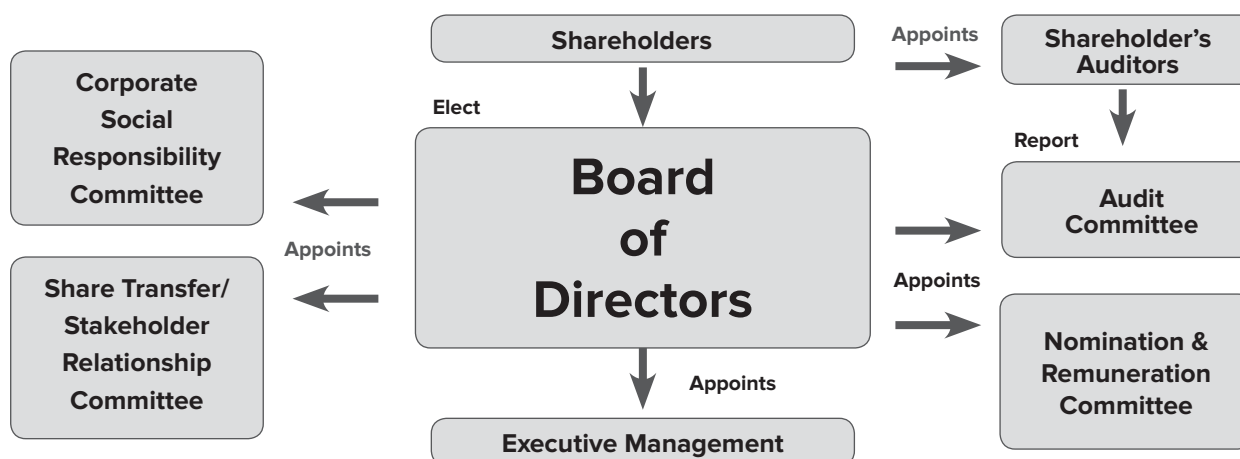 Shareholders
Appoints
Shareholder’s
Auditors
Corporate
Social
Responsibility
Committee
Elect
Report
Board
of
Directors
Audit
Committee
Appoints
Appoints
Share Transfer/
Stakeholder
Relationship
Committee
Nomination &
Remuneration
Committee
Appoints
Executive Management